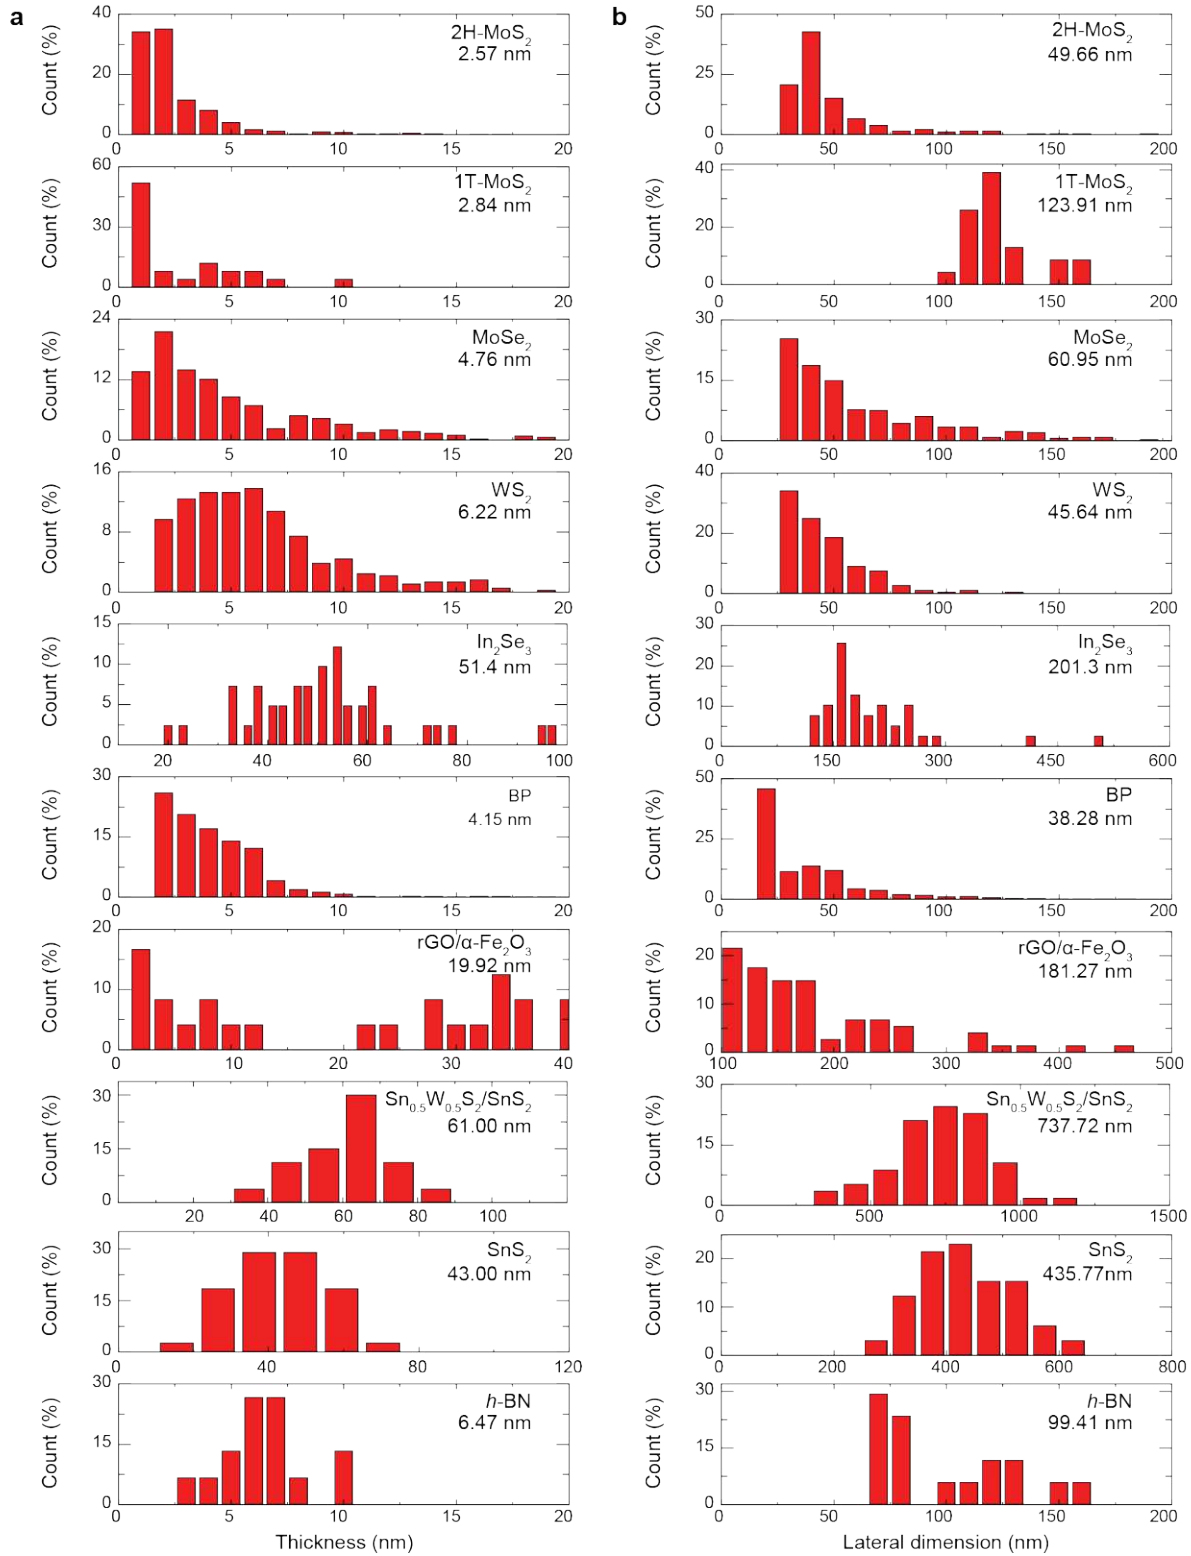 a
40
20
0
Count (%)
2H-MoS₂
2.57 nm
0 5 10 15 20
60
30
0
Count (%)
1T-MoS₂
2.84 nm
0 5 10 15 20
24
12
0
Count (%)
MoSe₂
4.76 nm
0 5 10 15 20
16
8
0
Count (%)
WS₂
6.22 nm
0 5 10 15 20
15
10
5
0
Count (%)
In₂Se₃
51.4 nm
20 40 60 80 100
30
15
0
Count (%)
BP
4.15 nm
0 5 10 15 20
20
10
0
Count (%)
rGO/α-Fe₂O₃
19.92 nm
0 10 20 30 40
30
15
0
Count (%)
Sn₀.₅W₀.₅S₂/SnS₂
61.00 nm
20 40 60 80 100
30
15
0
Count (%)
SnS₂
43.00 nm
0 40 80 120
30
15
0
Count (%)
h-BN
6.47 nm
0 5 10 15 20
Thickness (nm)
b
50
25
0
Count (%)
2H-MoS₂
49.66 nm
0 50 100 150 200
40
20
0
Count (%)
1T-MoS₂
123.91 nm
0 50 100 150 200
30
15
0
Count (%)
MoSe₂
60.95 nm
0 50 100 150 200
40
20
0
Count (%)
WS₂
45.64 nm
0 50 100 150 200
30
20
10
0
Count (%)
In₂Se₃
201.3 nm
0 150 300 450 600
50
25
0
Count (%)
BP
38.28 nm
0 50 100 150 200
20
10
0
Count (%)
rGO/α-Fe₂O₃
181.27 nm
100 200 300 400 500
30
15
0
Count (%)
Sn₀.₅W₀.₅S₂/SnS₂
737.72 nm
0 500 1000 1500
20
10
0
Count (%)
SnS₂
435.77nm
0 200 400 600 800
30
15
0
Count (%)
h-BN
99.41 nm
0 50 100 150 200
Lateral dimension (nm)